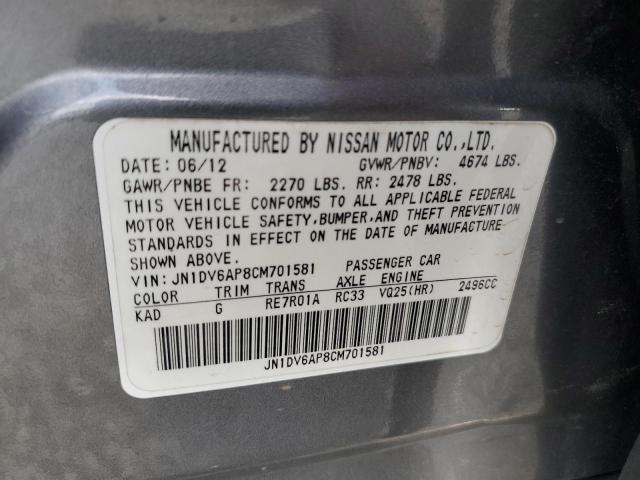 MANUFACTURED BY NISSAN MOTOR CO.,LTD.
DATE: 06/12 GVWR/PNBV: 4674 LBS.
GAWR/PNBE FR: 2270 LBS. RR: 2478 LBS.
THIS VEHICLE CONFORMS TO ALL APPLICABLE FEDERAL
MOTOR VEHICLE SAFETY,BUMPER,AND THEFT PREVENTION
STANDARDS IN EFFECT ON THE DATE OF MANUFACTURE
SHOWN ABOVE.
VIN: JN1DV6AP8CM701581 PASSENGER CAR
COLOR TRIM TRANS AXLE ENGINE
KAD G RE7R01A RC33 VQ25(HR) 2496CC
JN1DV6AP8CM701581